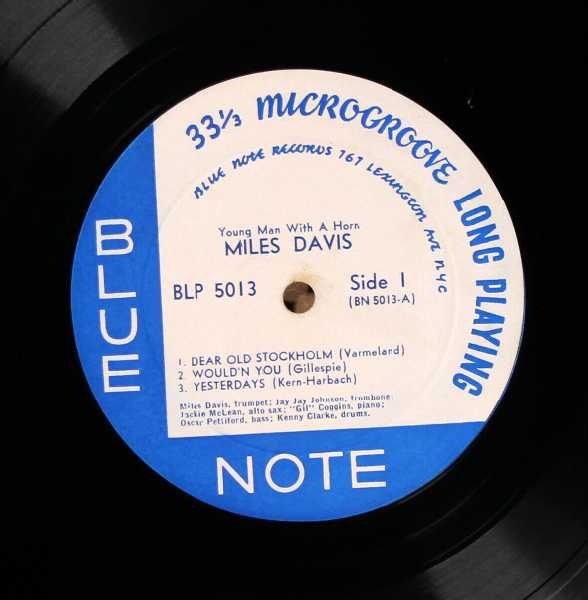 33⅓ MICROGROOVE LONG PLAYING
BLUE NOTE RECORDS 767 LEXINGTON AVE NYC
Young Man With A Horn
MILES DAVIS
BLP 5013
Side 1
(BN 5013-A)
1. DEAR OLD STOCKHOLM (Varmelard)
2. WOULD'N YOU (Gillespie)
3. YESTERDAYS (Kern-Harbach)
Miles Davis, trumpet; Jay Jay Johnson, trombone;
Jackie McLean, alto sax; "Gil" Coggins, piano;
Oscar Pettiford, bass; Kenny Clarke, drums.
BLUE
NOTE